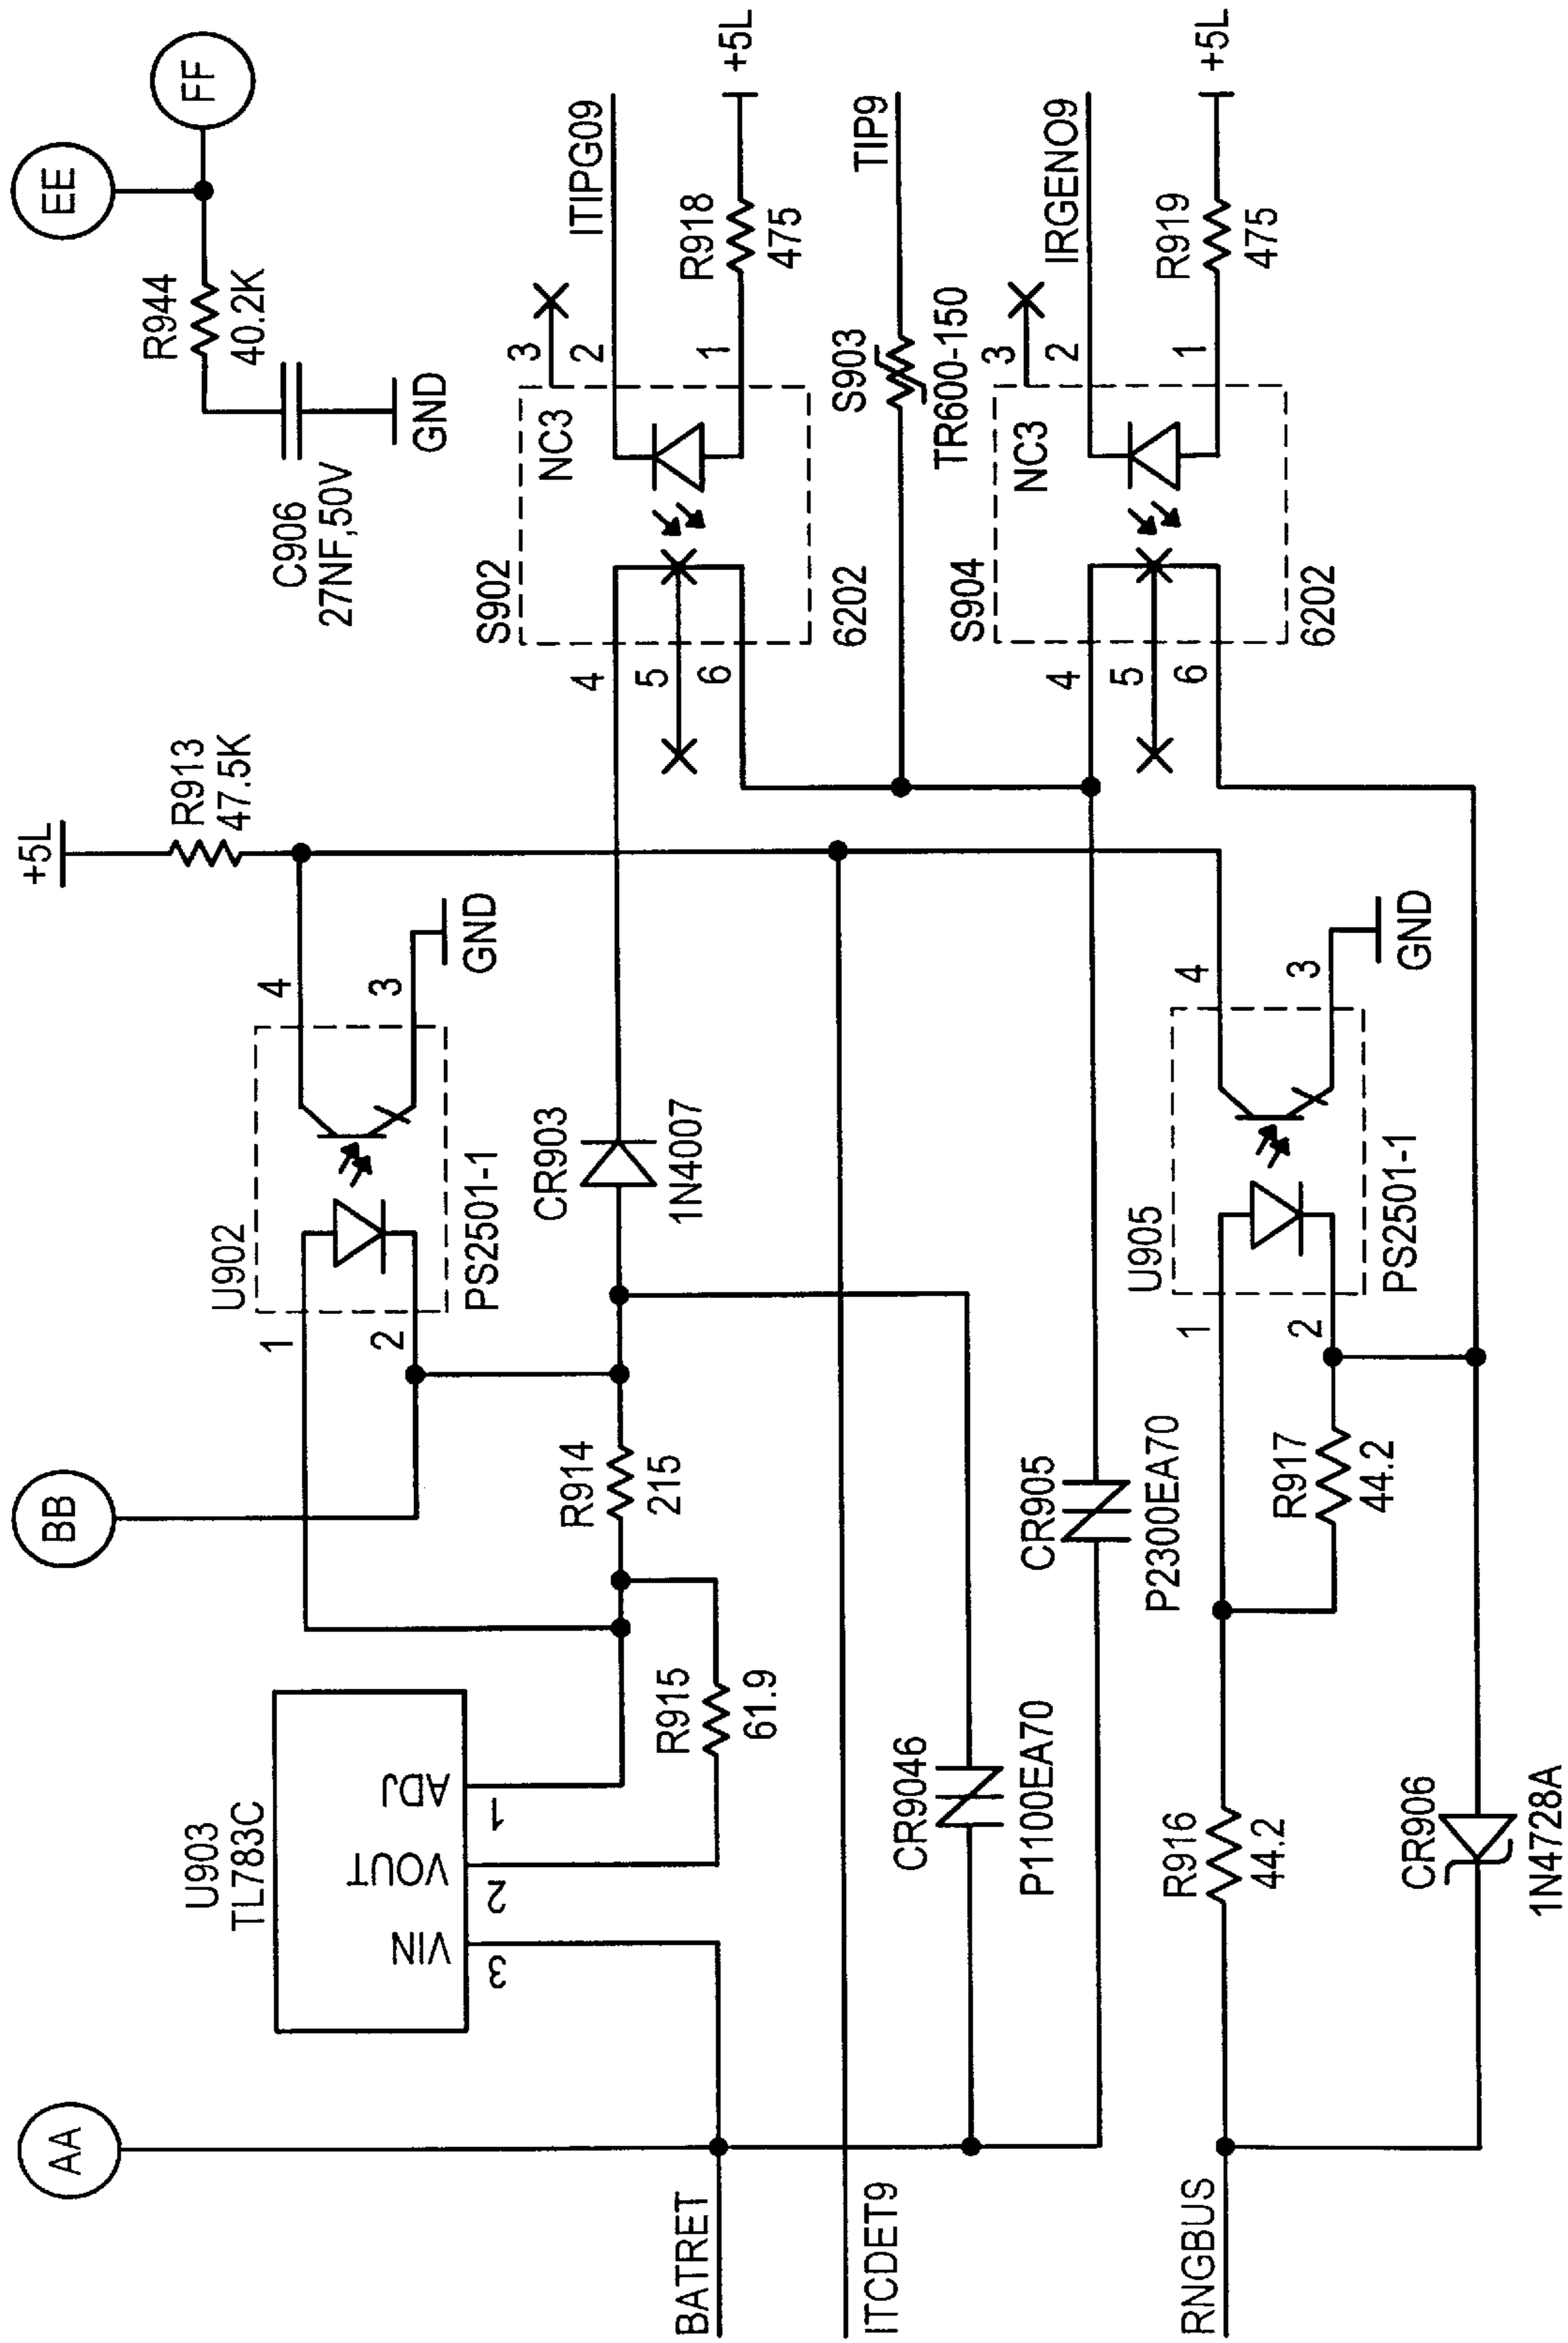 AA
BB
EE
FF
+5L
R913
47.5K
R944
40.2K
C906
27NF,50V
GND
U903
TL783C
VIN
VOUT
ADJ
3
2
1
U902
1
2
4
3
PS2501-1
GND
R914
215
R915
61.9
CR903
1N4007
S902
NC3
4
5
6
3
2
1
6202
ITIPG09
R918
475
+5L
BATRET
CR9046
P1100EA70
ITCDET9
S903
TR600-150
TIP9
CR905
P2300EA70
S904
NC3
4
5
6
3
2
1
6202
IRGENO9
R919
475
+5L
U905
1
2
4
3
PS2501-1
GND
RNGBUS
R916
44.2
R917
44.2
CR906
1N4728A